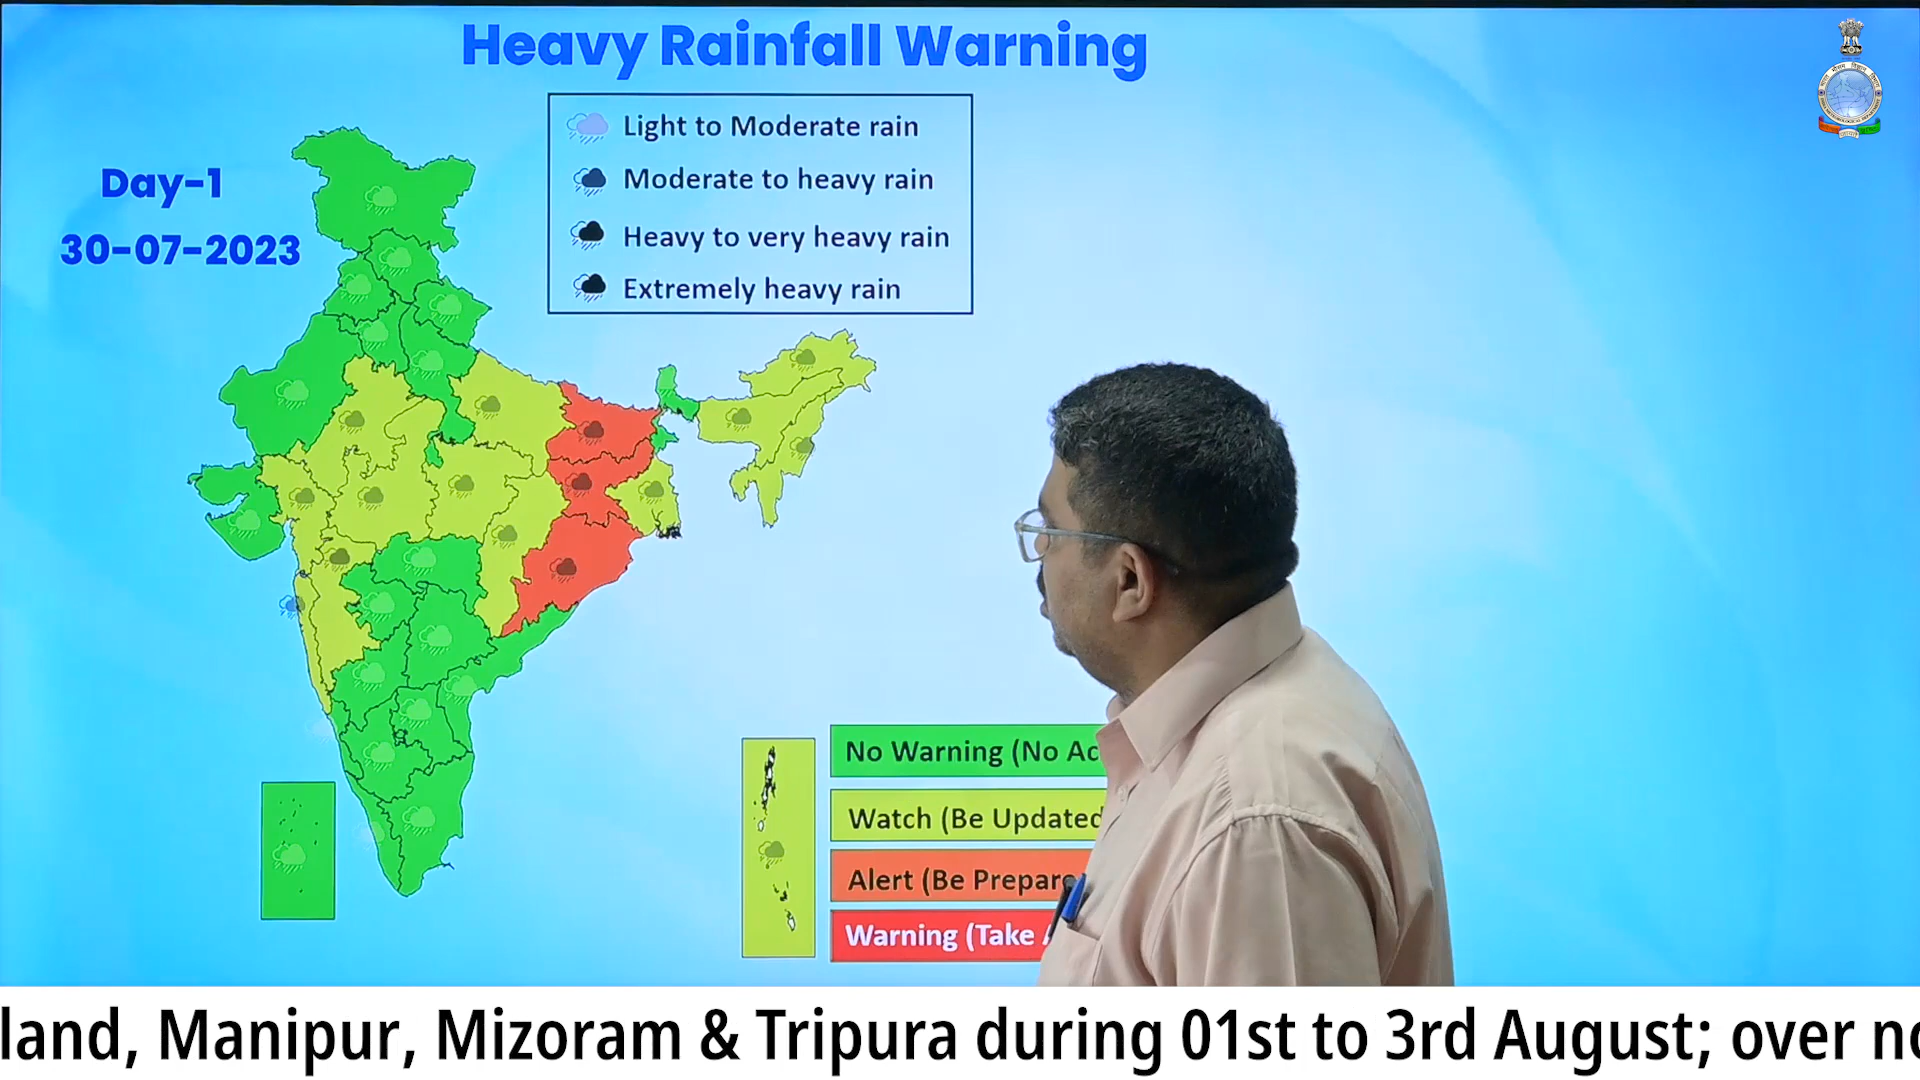 Heavy Rainfall Warning
Day-1
30-07-2023
Light to Moderate rain
Moderate to heavy rain
Heavy to very heavy rain
Extremely heavy rain
No Warning (No Ac
Watch (Be Updated
Alert (Be Prepare
Warning (Take
land, Manipur, Mizoram & Tripura during 01st to 3rd August; over no